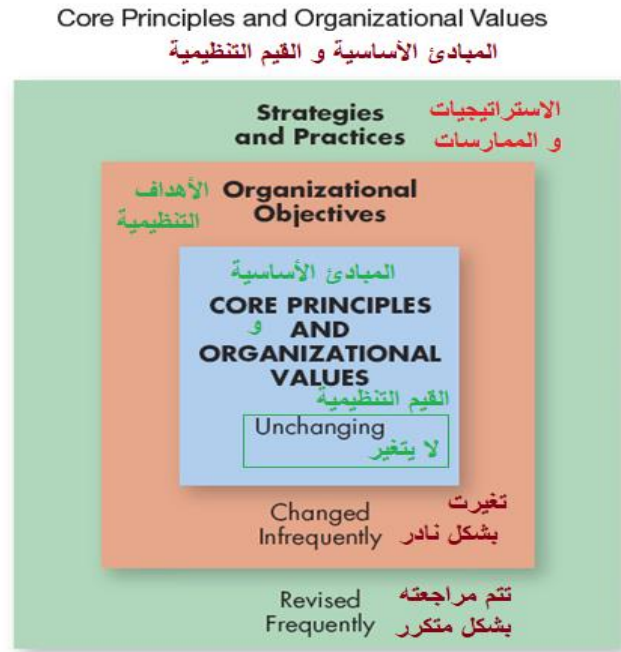 Core Principles and Organizational Values
المبادئ الأساسية و القيم التنظيمية
Strategies الاستراتيجيات
and Practices و الممارسات
الأهداف Organizational
التنظيمية Objectives
المبادئ الأساسية
CORE PRINCIPLES
و AND
ORGANIZATIONAL
VALUES
القيم التنظيمية
Unchanging
لا يتغير
Changed تغيرت
Infrequently بشكل نادر
Revised تتم مراجعته
Frequently بشكل متكرر